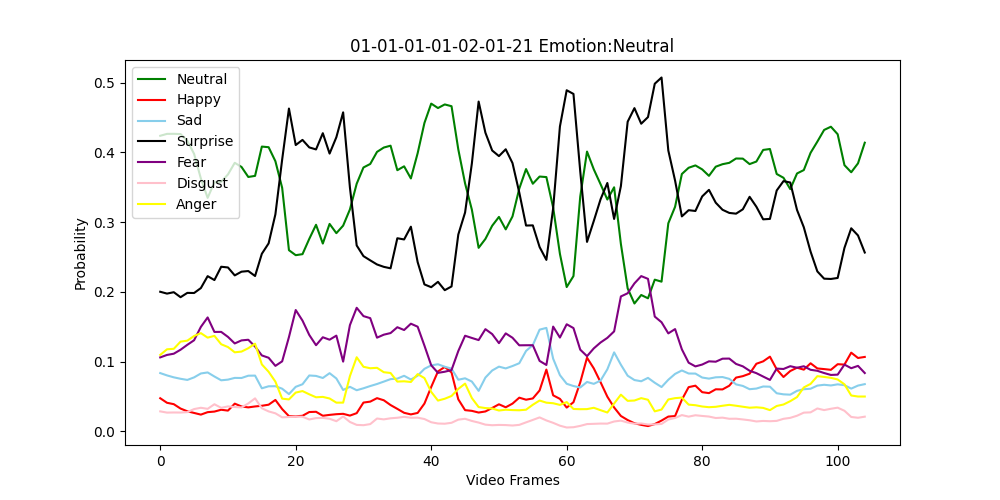 01-01-01-01-02-01-21 Emotion:Neutral
Neutral
Happy
Sad
Surprise
Fear
Disgust
Anger
Probability
0.5
0.4
0.3
0.2
0.1
0.0
0 20 40 60 80 100
Video Frames